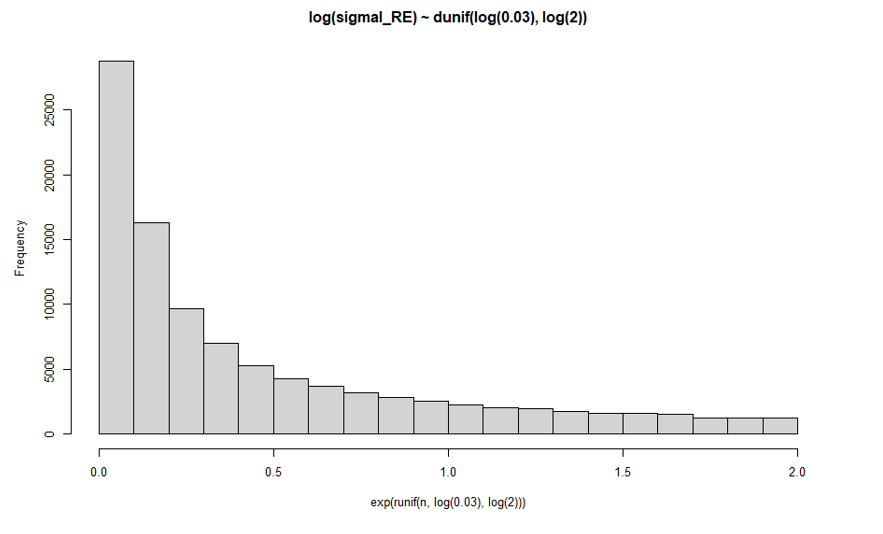 log(sigmal_RE) ~ dunif(log(0.03), log(2))
Frequency
25000
20000
15000
10000
5000
0
0.0 0.5 1.0 1.5 2.0
exp(runif(n, log(0.03), log(2)))